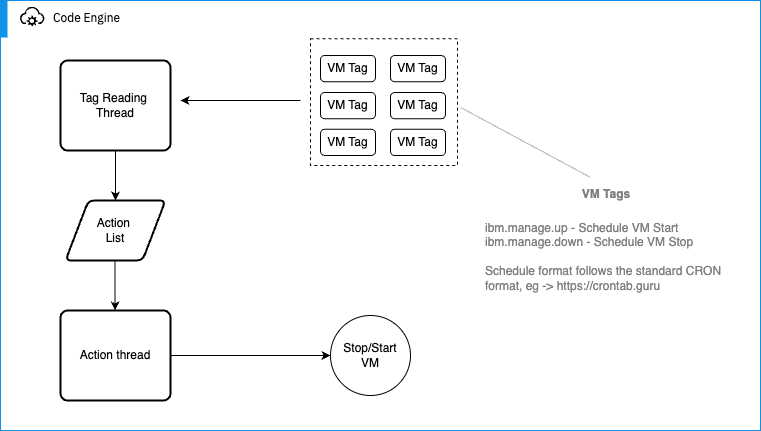 Code Engine
Tag Reading
Thread
VM Tag
VM Tag
VM Tag
VM Tag
VM Tag
VM Tag
VM Tags
ibm.manage.up - Schedule VM Start
ibm.manage.down - Schedule VM Stop
Schedule format follows the standard CRON
format, eg -> https://crontab.guru
Action
List
Action thread
Stop/Start
VM